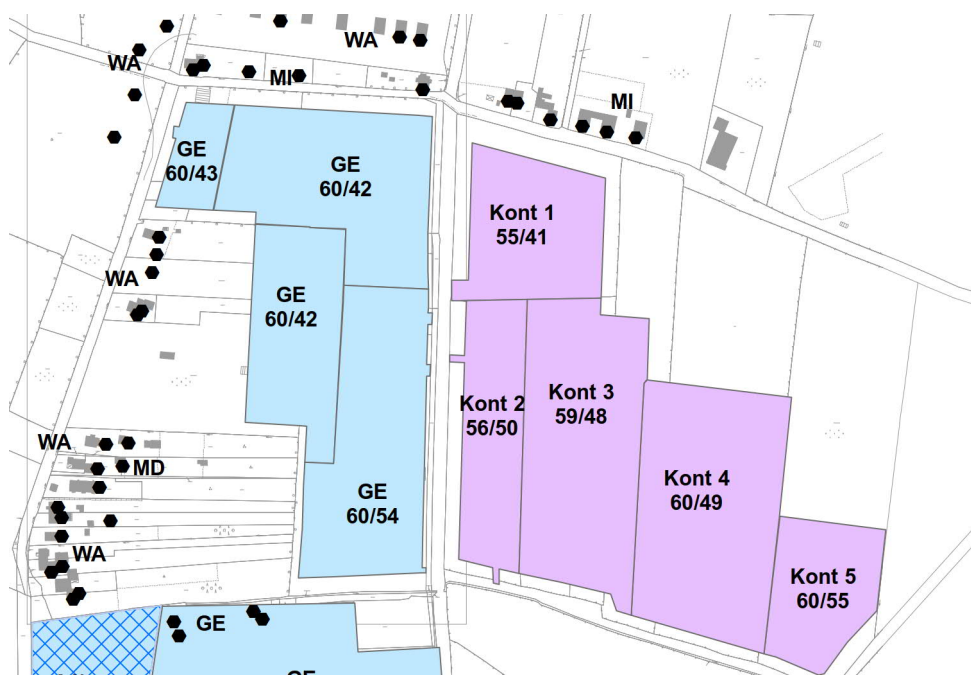 WA
WA
MI
MI
GE
60/43
GE
60/42
Kont 1
55/41
WA
GE
60/42
Kont 2
56/50
Kont 3
59/48
WA
MD
Kont 4
60/49
GE
60/54
WA
Kont 5
60/55
GE
GE